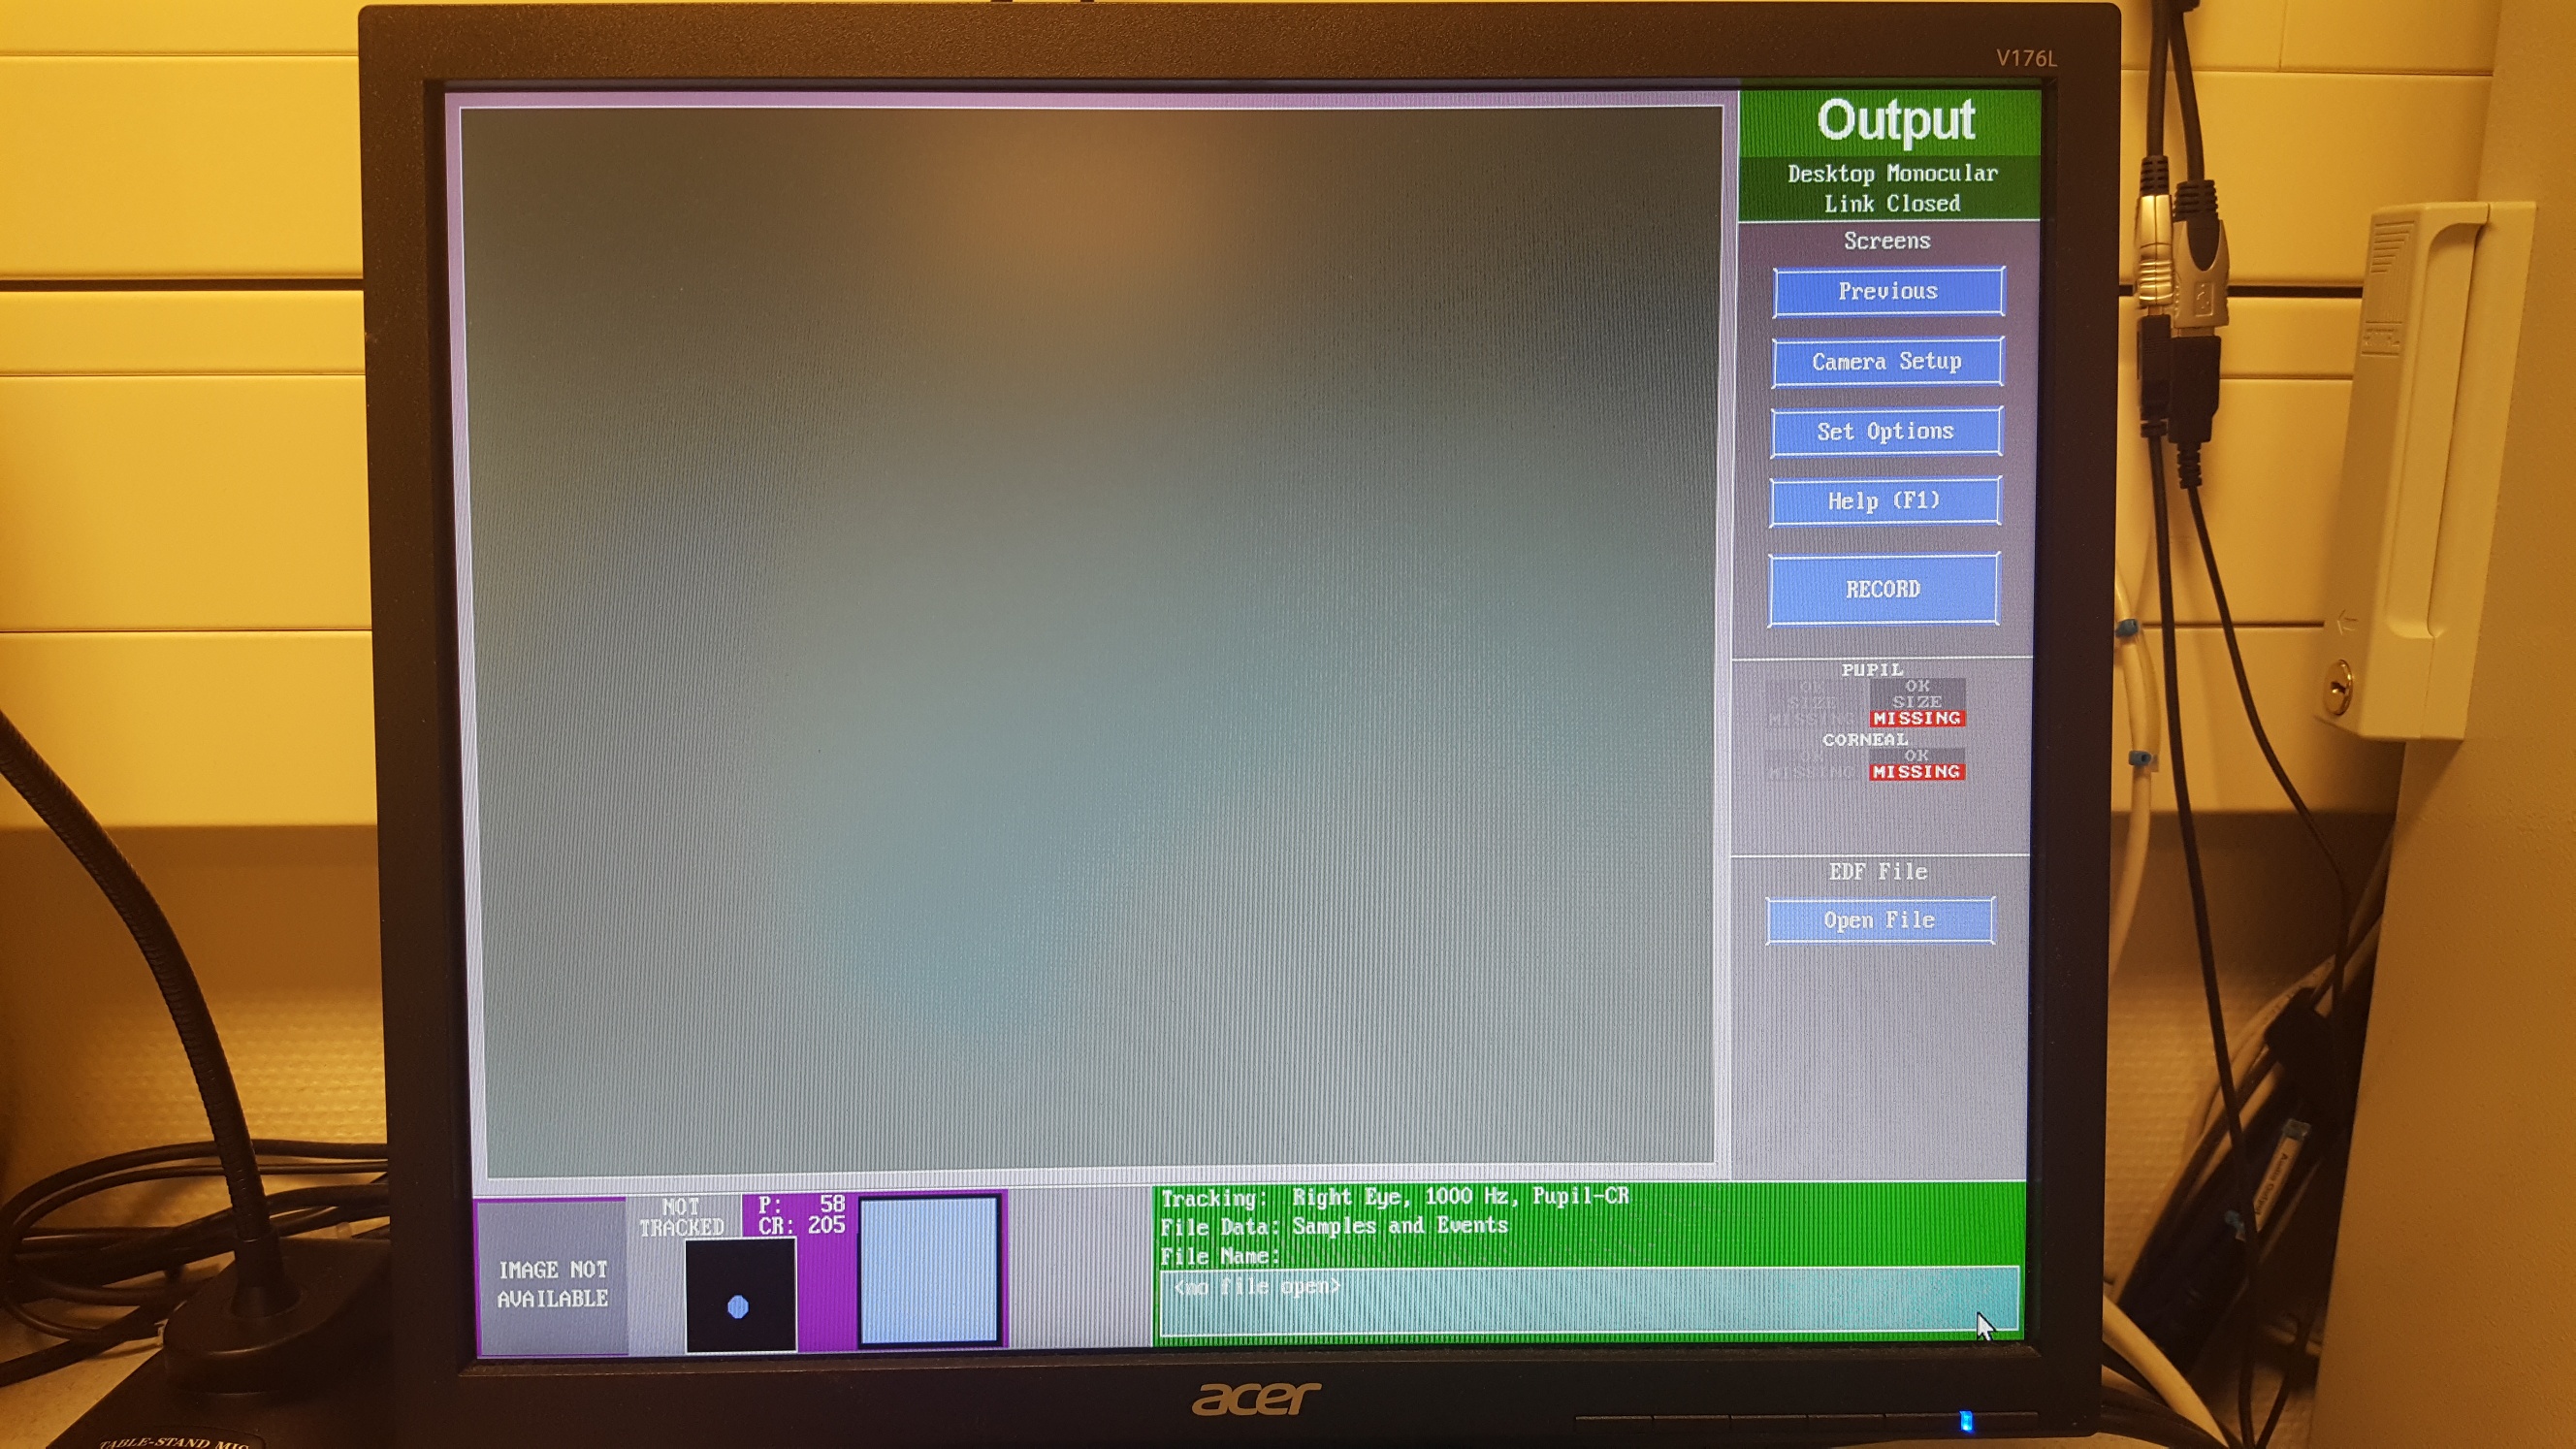 V176L
Output
Desktop Monocular
Link Closed
Screens
Previous
Camera Setup
Set Options
Help (F1)
RECORD
PUPIL
OK OK
SIZE SIZE
MISSING MISSING
CORNEAL
OK OK
MISSING MISSING
EDF File
Open File
IMAGE NOT
AVAILABLE
NOT
TRACKED
P: 58
CR: 205
Tracking: Right Eye, 1000 Hz, Pupil-CR
File Data: Samples and Events
File Name:
<no file open>
acer
TABLE-STAND MIC